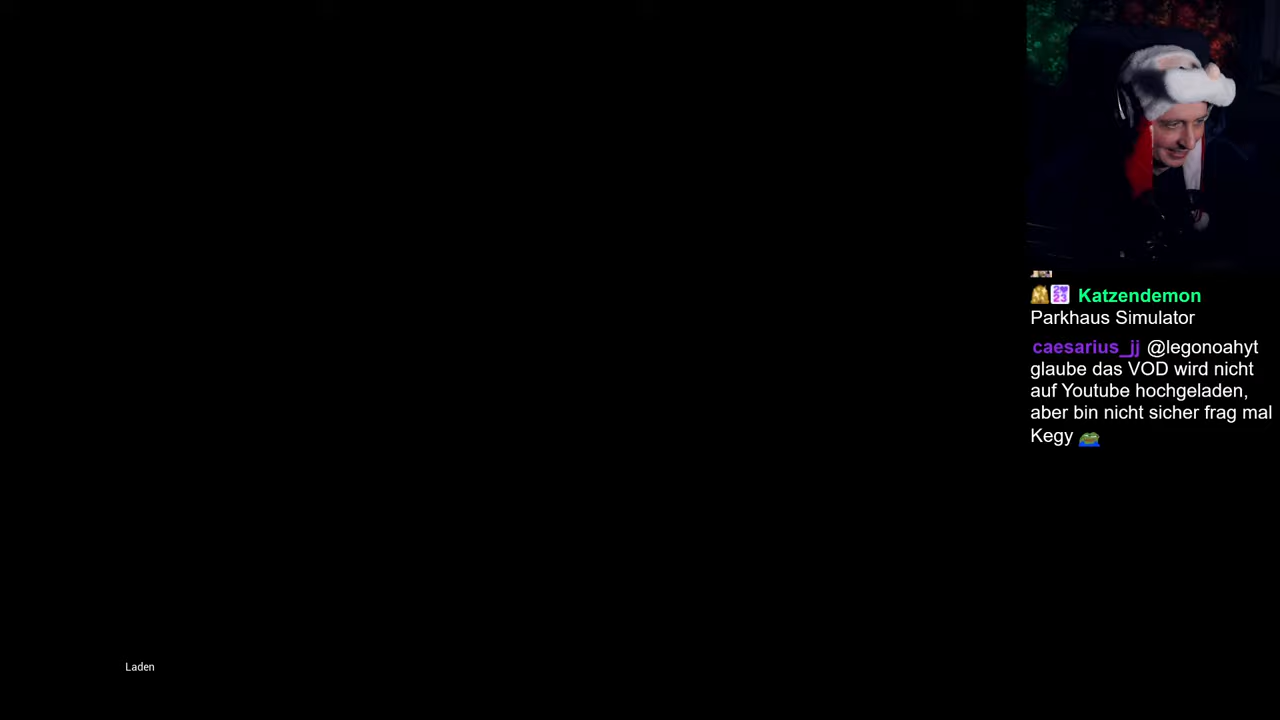 Katzendemon
Parkhaus Simulator
caesarius_jj @legonoahyt
glaube das VOD wird nicht
auf Youtube hochgeladen,
aber bin nicht sicher frag mal
Kegy
Laden